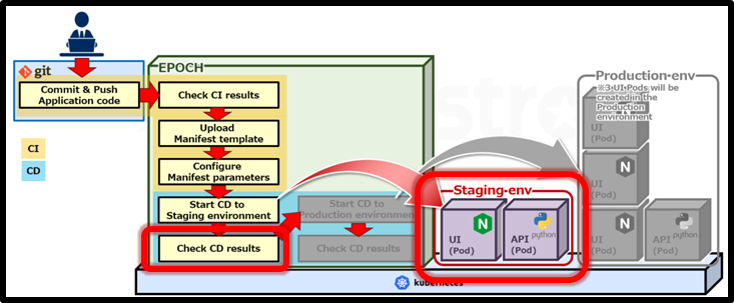 git
Commit & Push
Application code
EPOCH
Check CI results
Upload
Manifest template
Configure
Manifest parameters
Start CD to
Staging environment
Check CD results
Start CD to
Production environment
Check CD results
CI
CD
Staging-env
UI
(Pod)
N
API
(Pod)
python
Production-env
※3 UI Pods will be
created in the
Production
environment
UI
(Pod)
N
UI
(Pod)
N
UI
(Pod)
N
API
(Pod)
python
kubernetes